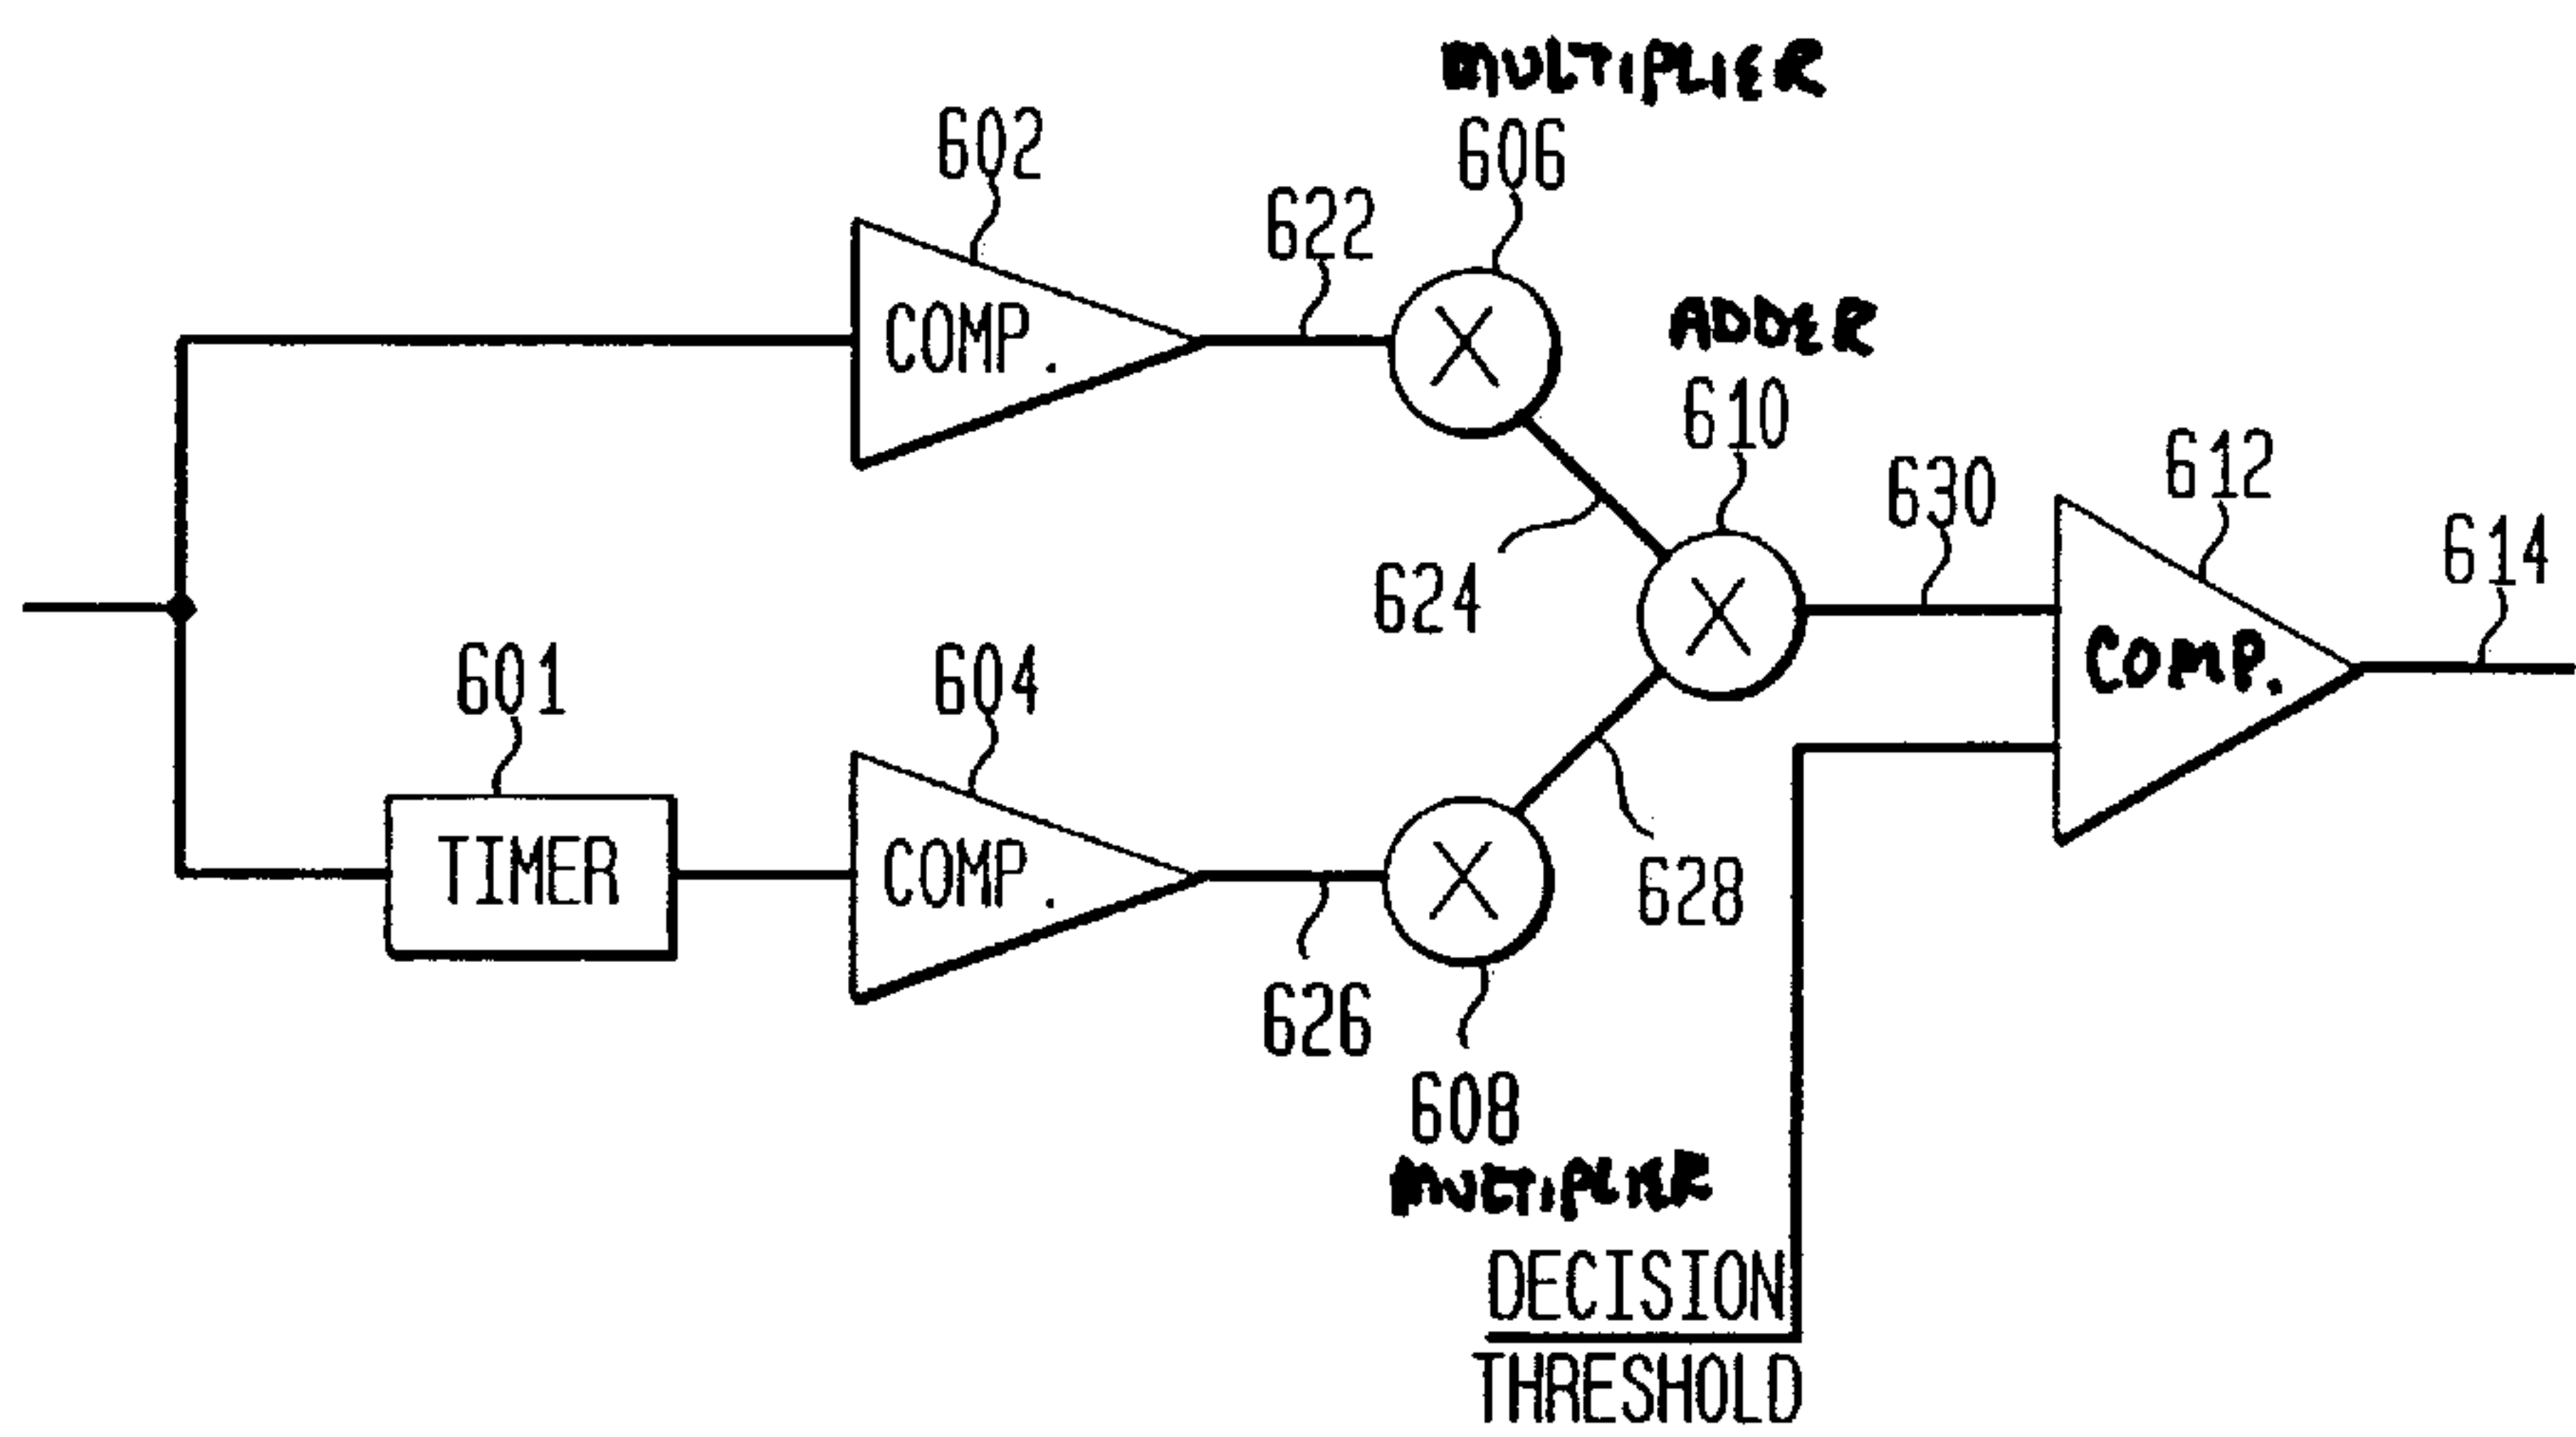 MULTIPLIER
602
606
622
ADDER
COMP.
610
612
630
614
624
COMP.
601
604
TIMER
COMP.
628
626
608
MULTIPLIER
DECISION
THRESHOLD